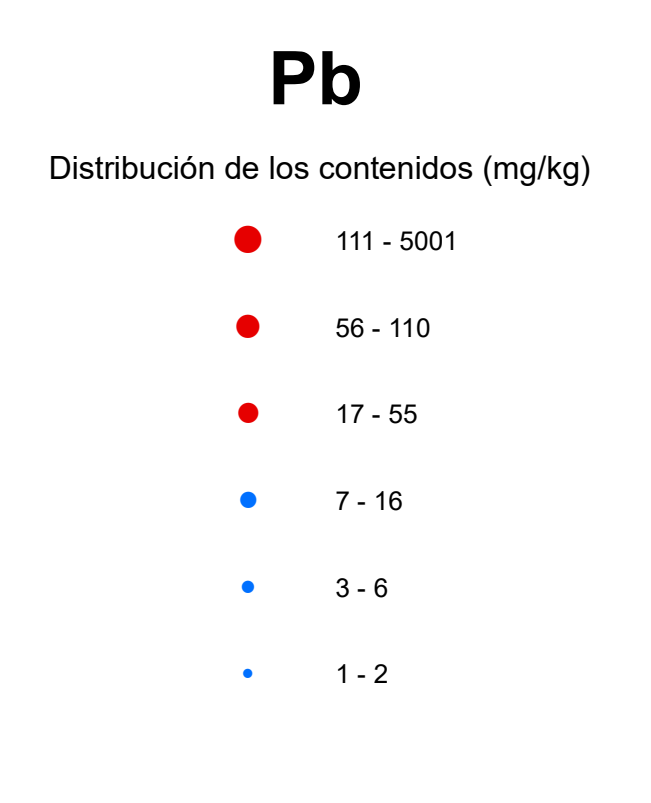 Pb
Distribución de los contenidos (mg/kg)
111 - 5001
56 - 110
17 - 55
7 - 16
3 - 6
1 - 2